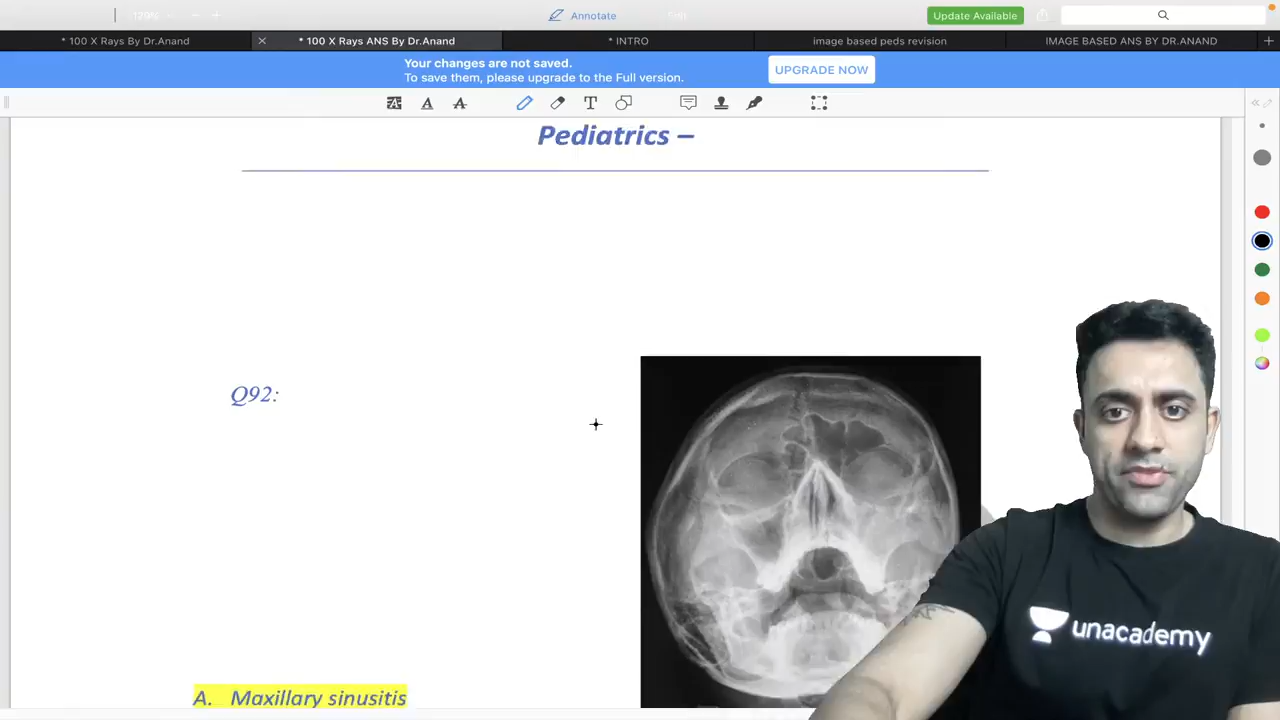 129%
Annotate
Edit
Update Available
* 100 X Rays By Dr.Anand
* 100 X Rays ANS By Dr.Anand
* INTRO
image based peds revision
IMAGE BASED ANS BY DR.ANAND
Your changes are not saved.
To save them, please upgrade to the Full version.
UPGRADE NOW
Pediatrics –
Q92:
unacademy
A. Maxillary sinusitis